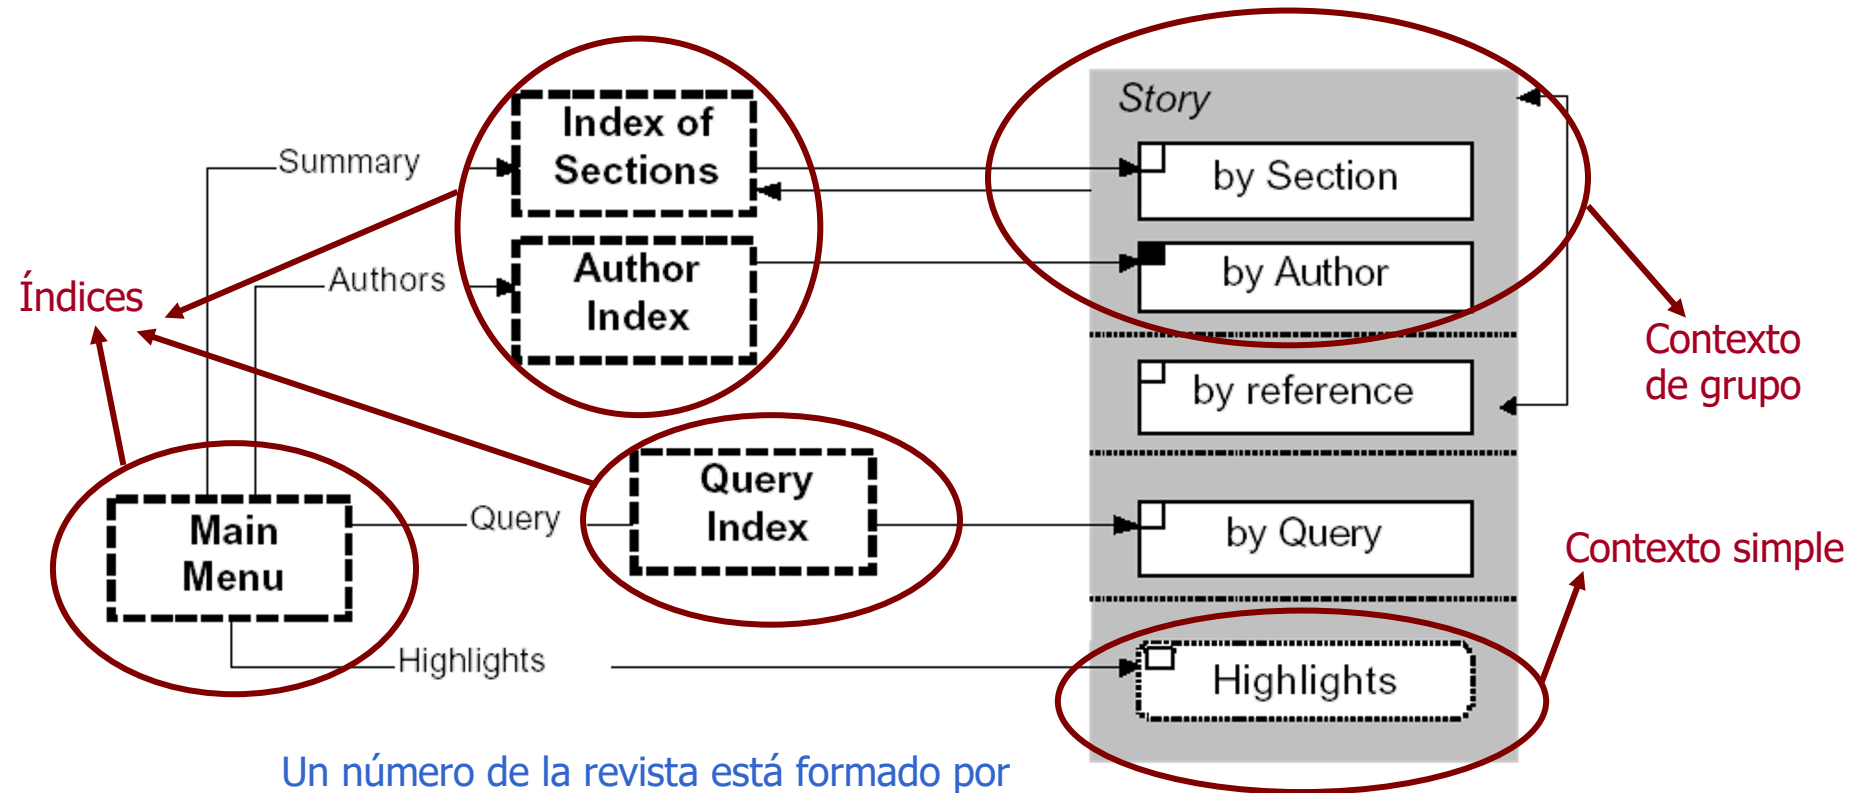 Story
Index of
Sections
Summary
by Section
Author
Index
Authors
by Author
Índices
Contexto
de grupo
by reference
Query
Index
Main
Menu
Query
by Query
Contexto simple
Highlights
Highlights
Un número de la revista está formado por